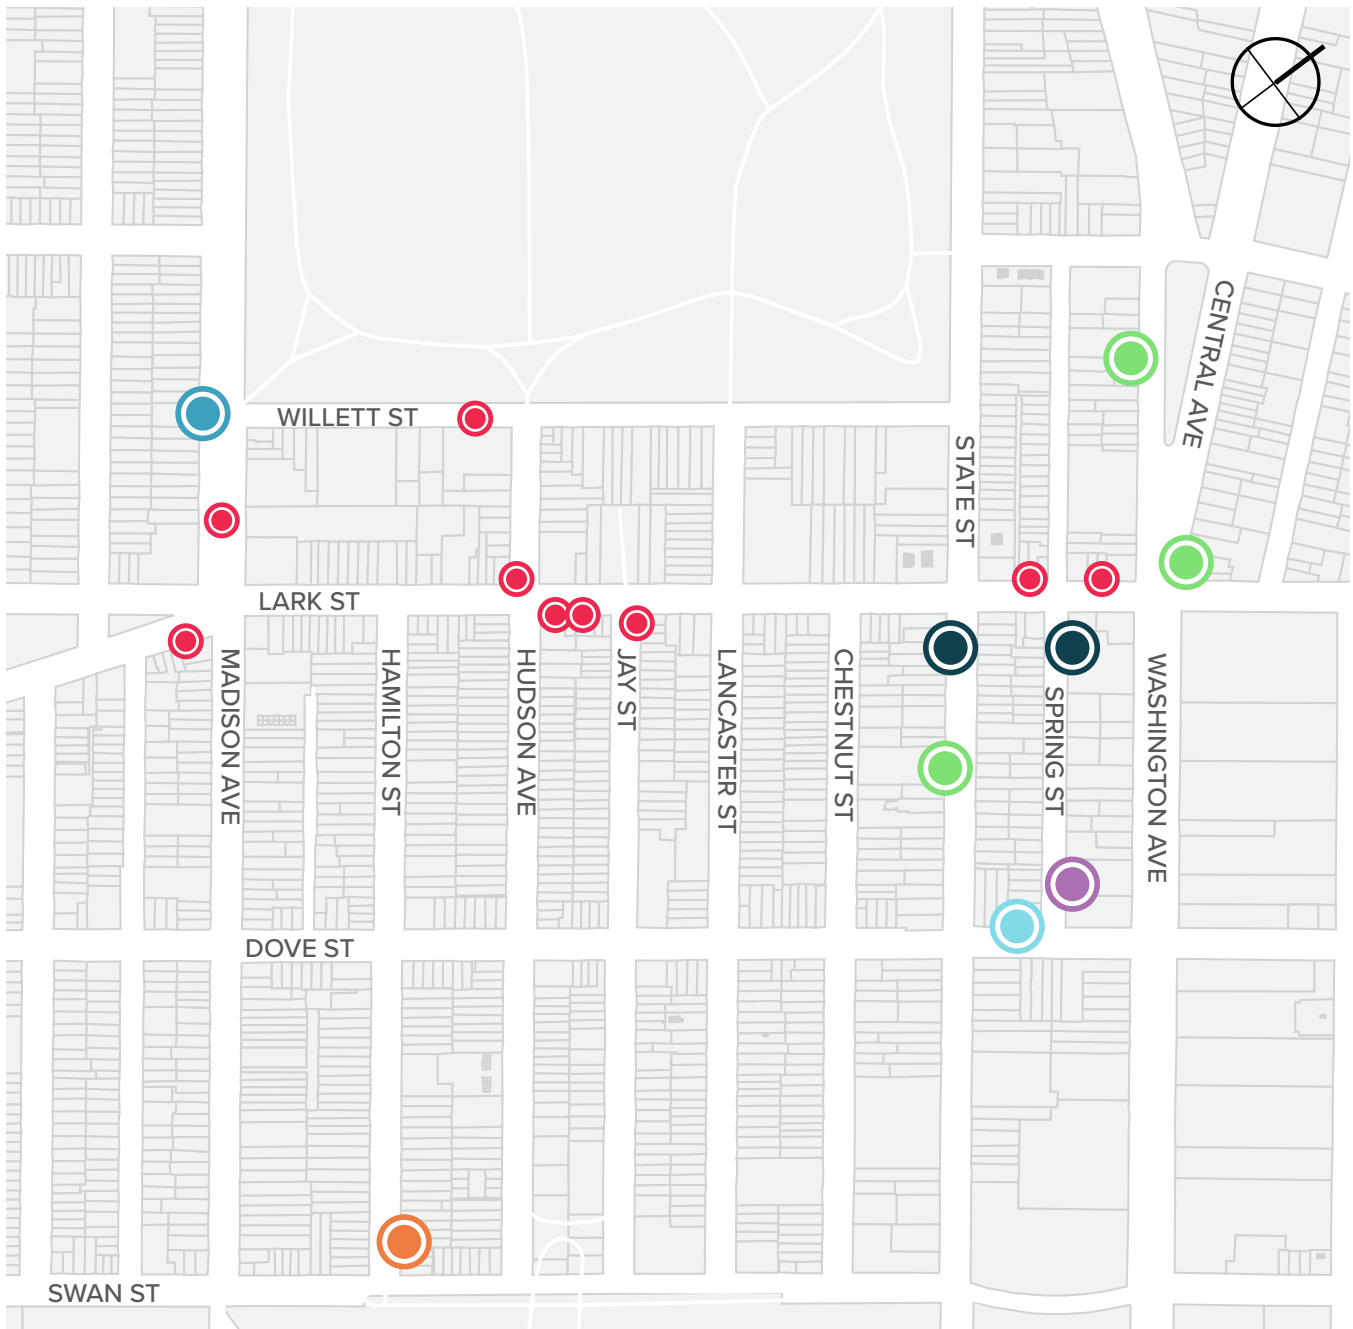 CENTRAL AVE
WILLETT ST
STATE ST
LARK ST
MADISON AVE
HAMILTON ST
HUDSON AVE
JAY ST
LANCASTER ST
CHESTNUT ST
SPRING ST
WASHINGTON AVE
DOVE ST
SWAN ST